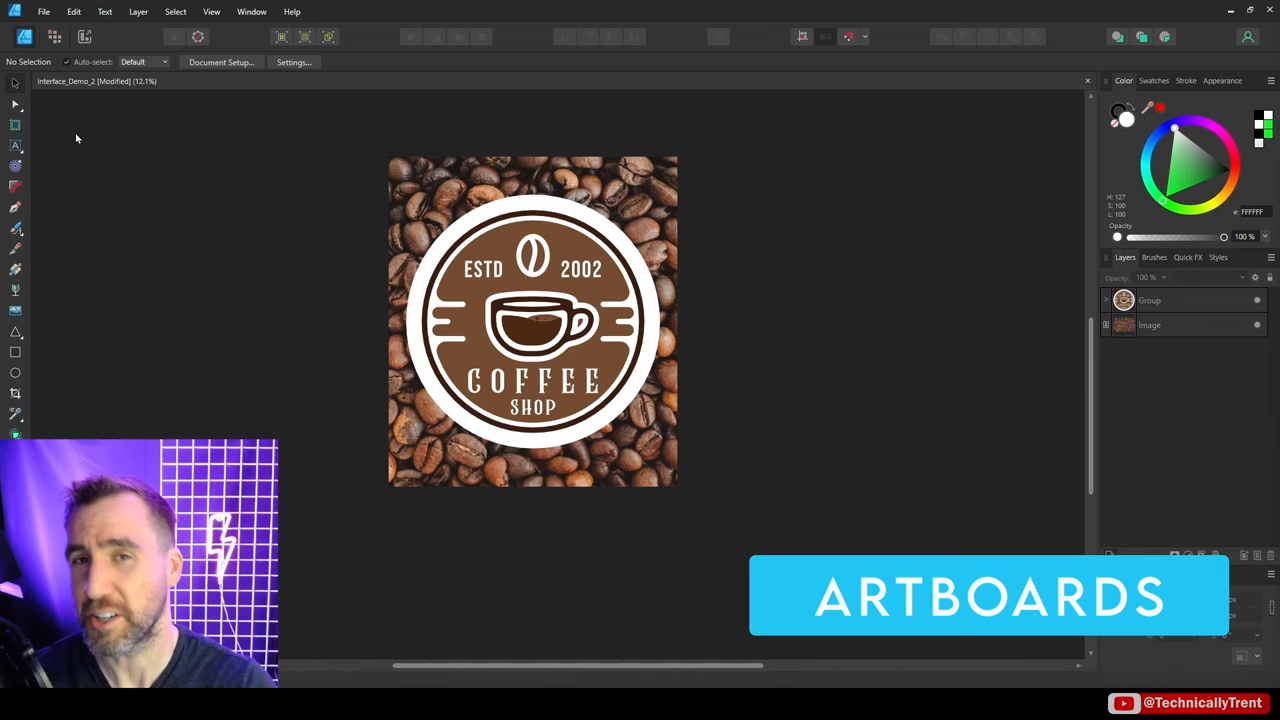 File Edit Text Layer Select View Window Help
No Selection Auto-select: Default Document Setup... Settings...
Interface_Demo_2 [Modified] (12.1%)
Color Swatches Stroke Appearance
H: 127
S: 100
L: 100
#: FFFFFF
Opacity
100 %
Layers Brushes Quick FX Styles
Opacity: 100 %
Group
Image
ESTD 2002
COFFEE
SHOP
ARTBOARDS
@TechnicallyTrent